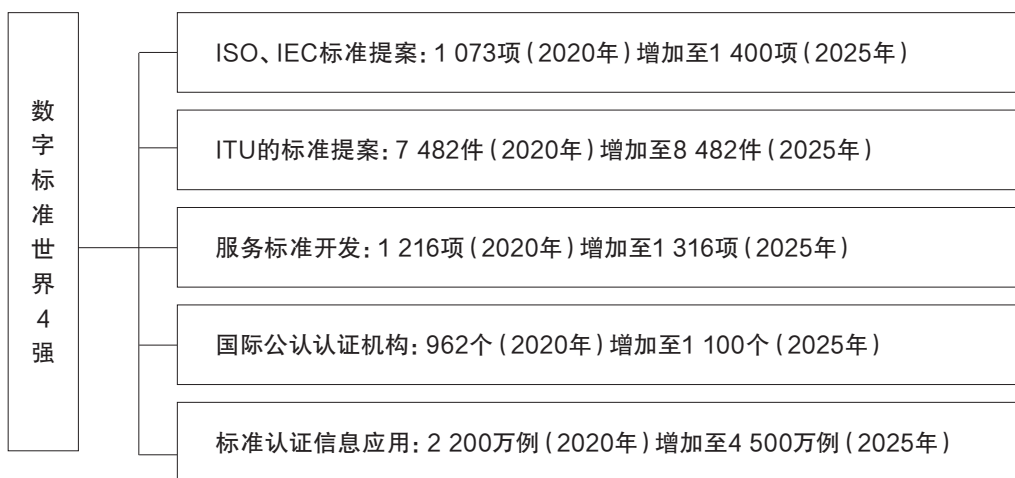 数字标准世界4强
ISO、IEC标准提案：1 073项（2020年）增加至1 400项（2025年）
ITU的标准提案：7 482件（2020年）增加至8 482件（2025年）
服务标准开发：1 216项（2020年）增加至1 316项（2025年）
国际公认认证机构：962个（2020年）增加至1 100个（2025年）
标准认证信息应用：2 200万例（2020年）增加至4 500万例（2025年）